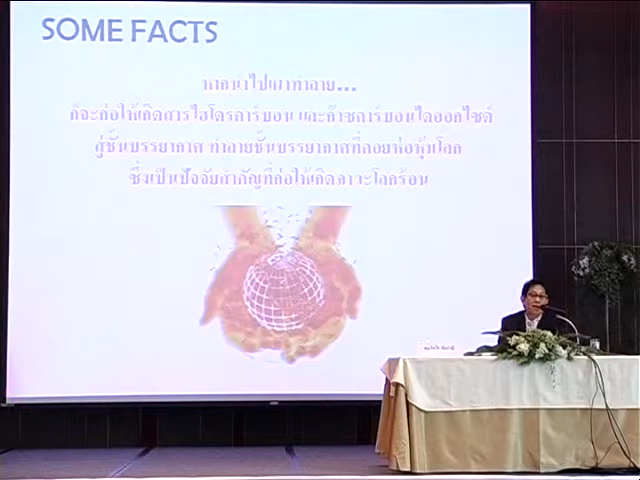 SOME FACTS
หากนำไปเผาทำลาย...
ก็จะก่อให้เกิดสารไฮโดรคาร์บอน และก๊าซคาร์บอนไดออกไซด์
สู่ชั้นบรรยากาศ ทำลายชั้นบรรยากาศที่คอยห่อหุ้มโลก
ซึ่งเป็นปัจจัยสำคัญที่ก่อให้เกิดภาวะโลกร้อน